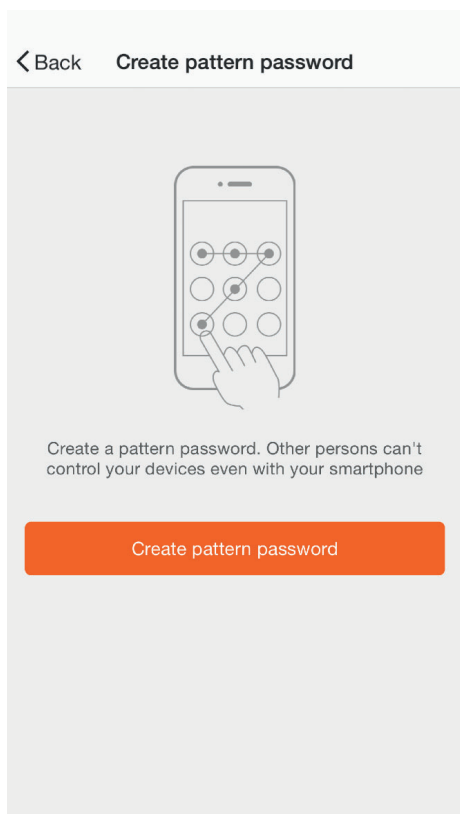 Back Create pattern password
Create a pattern password. Other persons can't
control your devices even with your smartphone
Create pattern password